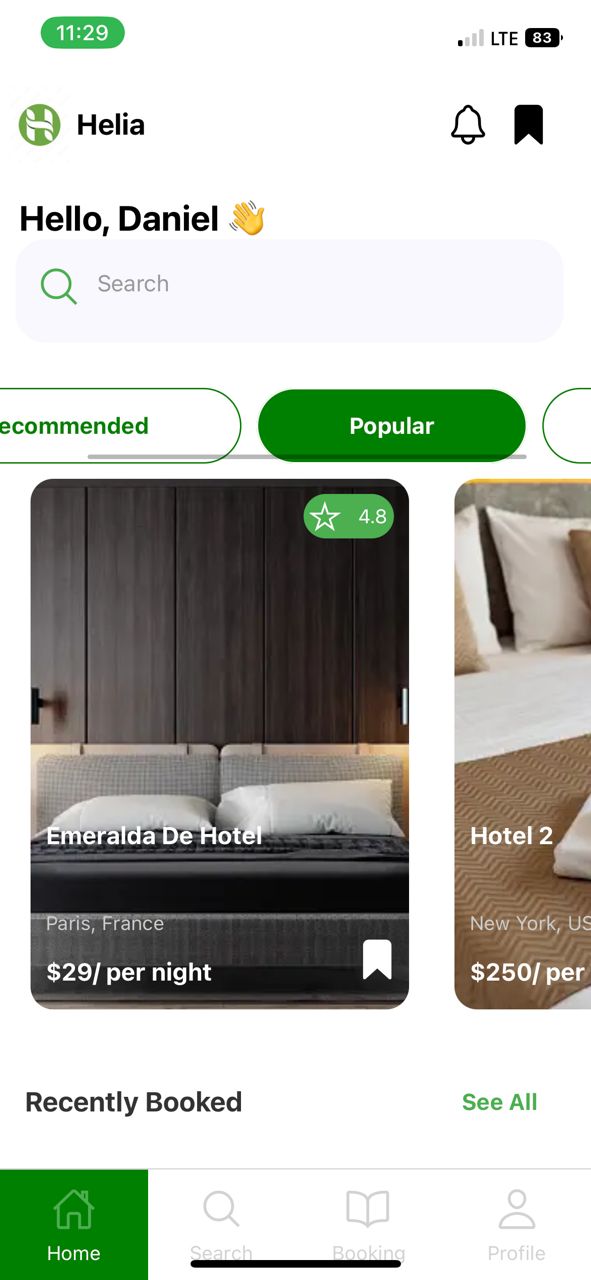 11:29
LTE 83
Helia
Hello, Daniel 👋
Search
ecommended
Popular
4.8
Emeralda De Hotel
Hotel 2
Paris, France
New York, US
$29/ per night
$250/ per
Recently Booked
See All
Home
Search
Booking
Profile